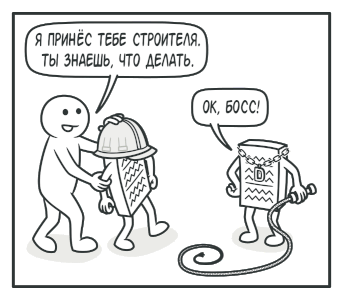 Я ПРИНЁС ТЕБЕ СТРОИТЕЛЯ.
ТЫ ЗНАЕШЬ, ЧТО ДЕЛАТЬ.
ОК, БОСС!
D